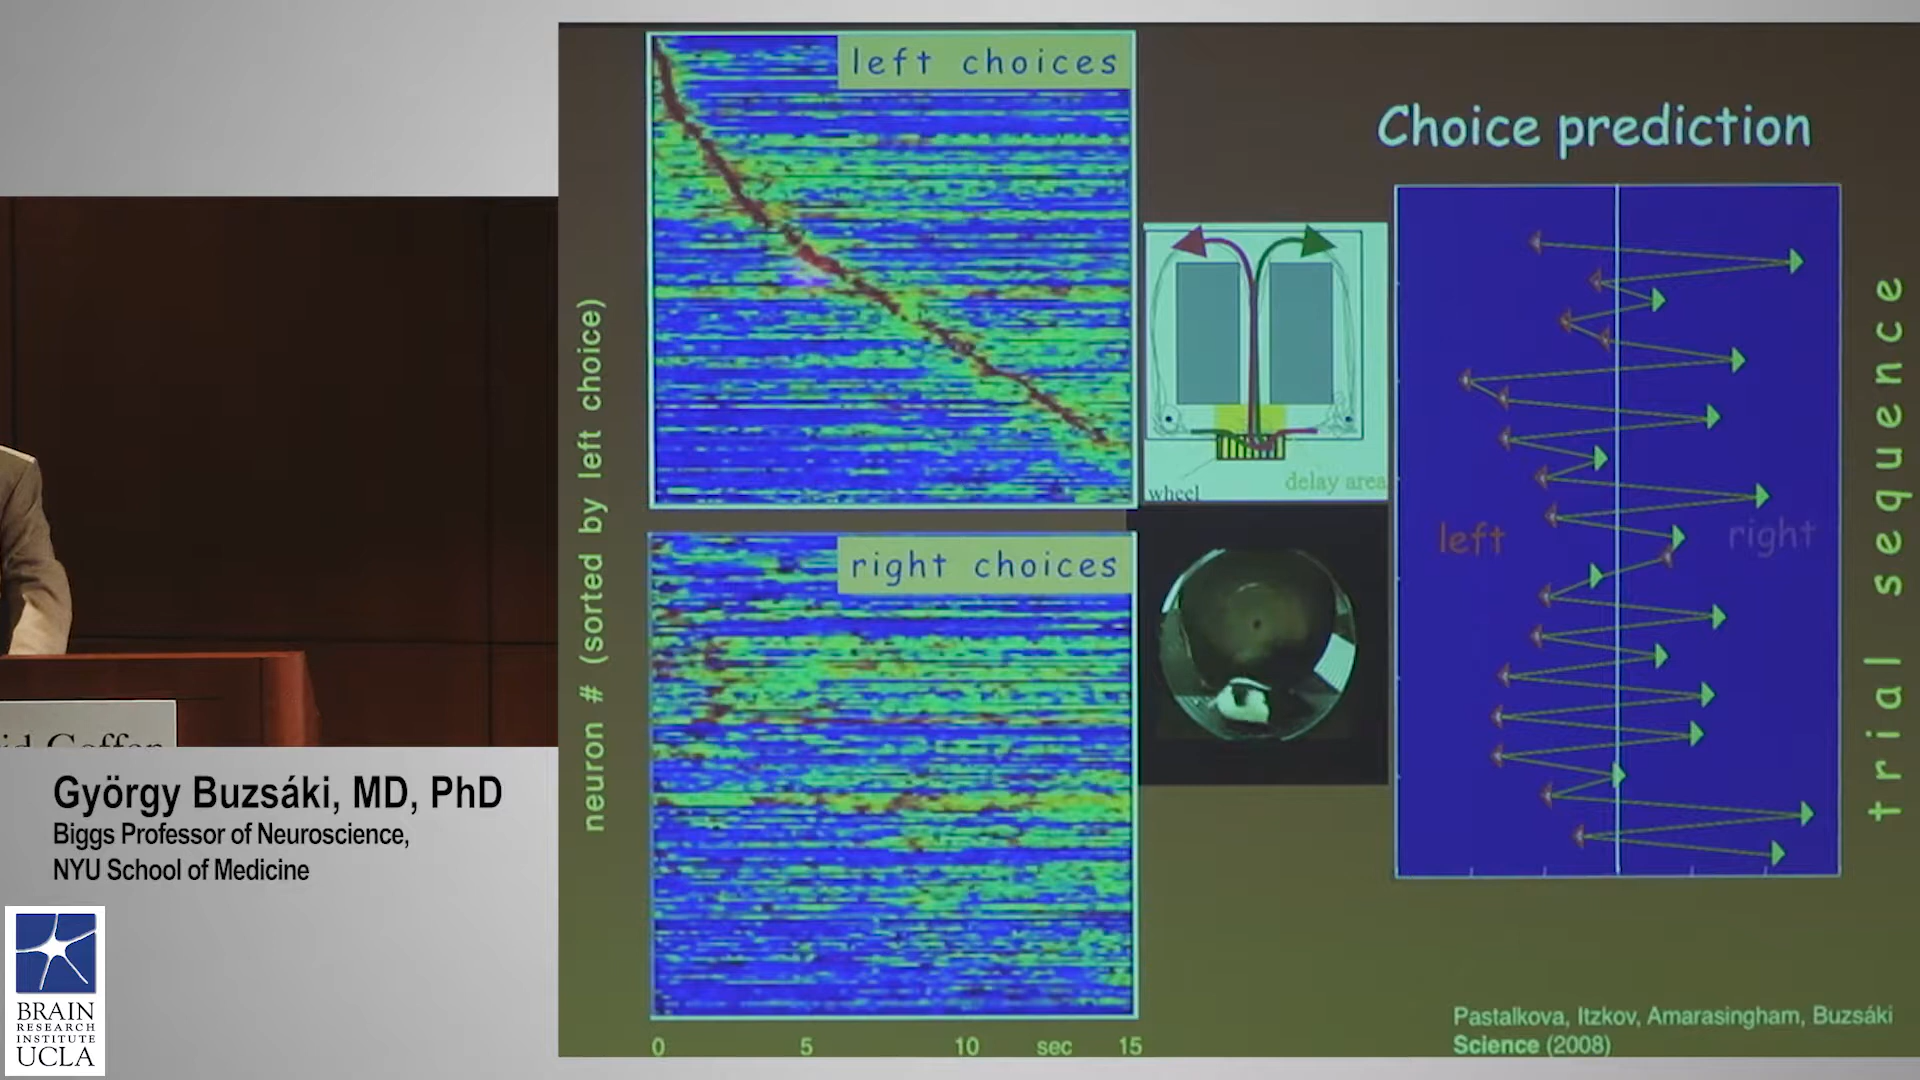 left choices
Choice prediction
neuron # (sorted by left choice)
wheel
delay area
left
right
trial sequence
right choices
0 5 10 sec 15
Pastalkova, Itzkov, Amarasingham, Buzsáki
Science (2008)
György Buzsáki, MD, PhD
Biggs Professor of Neuroscience,
NYU School of Medicine
BRAIN
RESEARCH
INSTITUTE
UCLA